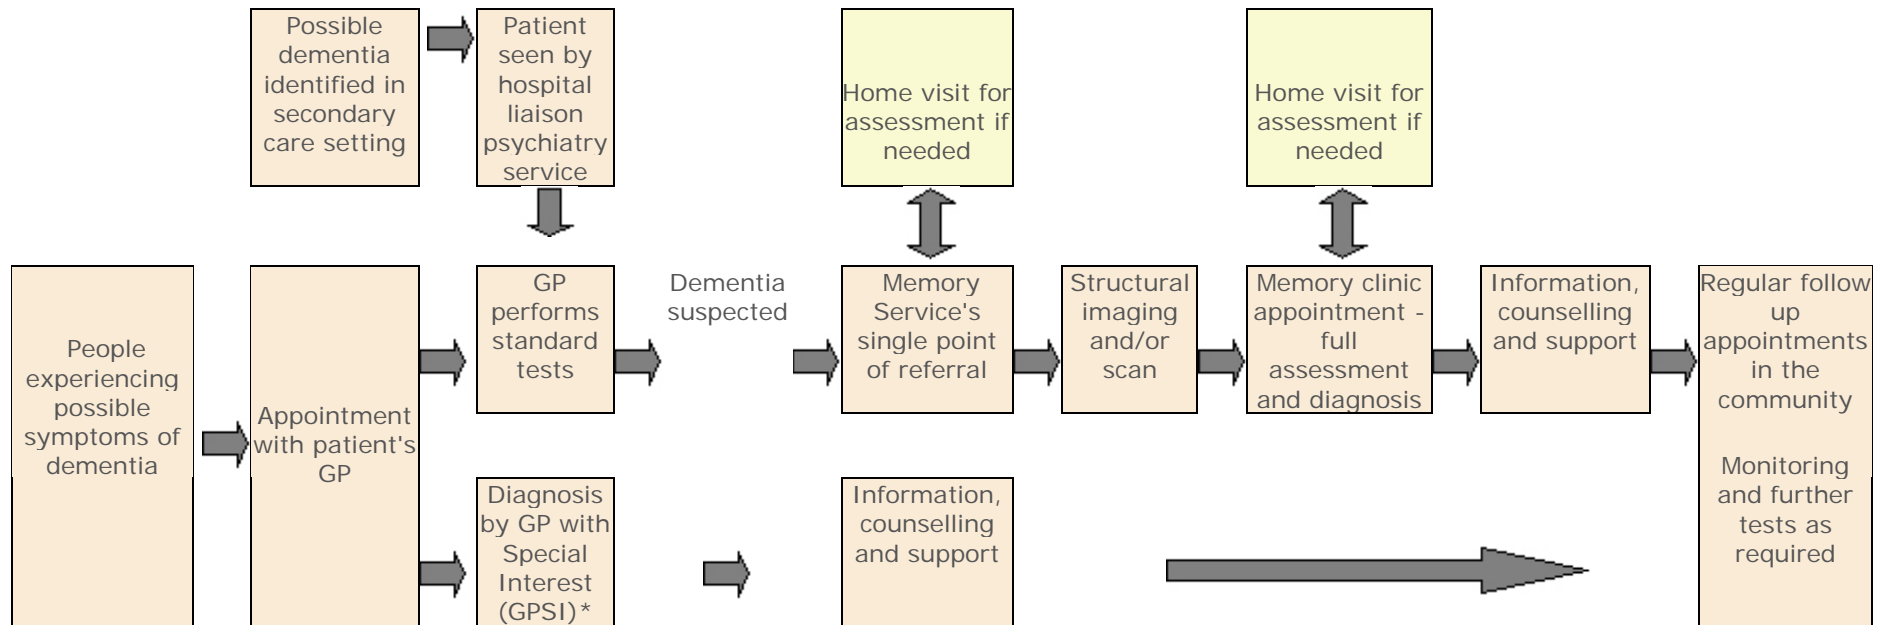 Possible
dementia
identified in
secondary
care setting
Patient
seen by
hospital
liaison
psychiatry
service
Home visit for
assessment if
needed
Home visit for
assessment if
needed
People
experiencing
possible
symptoms of
dementia
Appointment
with patient's
GP
GP
performs
standard
tests
Dementia
suspected
Memory
Service's
single point
of referral
Structural
imaging
and/or
scan
Memory clinic
appointment -
full
assessment
and diagnosis
Information,
counselling
and support
Regular follow
up
appointments
in the
community
Monitoring
and further
tests as
required
Diagnosis
by GP with
Special
Interest
(GPSI)*
Information,
counselling
and support